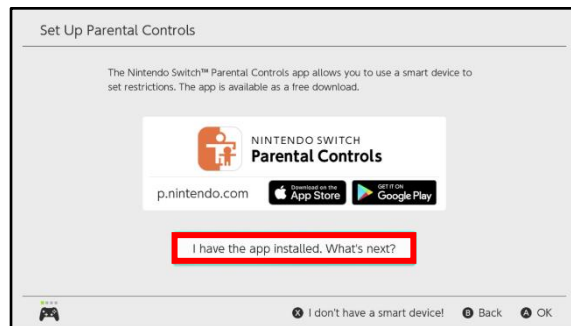 Set Up Parental Controls
The Nintendo Switch™ Parental Controls app allows you to use a smart device to
set restrictions. The app is available as a free download.
NINTENDO SWITCH
Parental Controls
p.nintendo.com
Download on the
App Store
GET IT ON
Google Play
I have the app installed. What's next?
X I don't have a smart device! B Back A OK